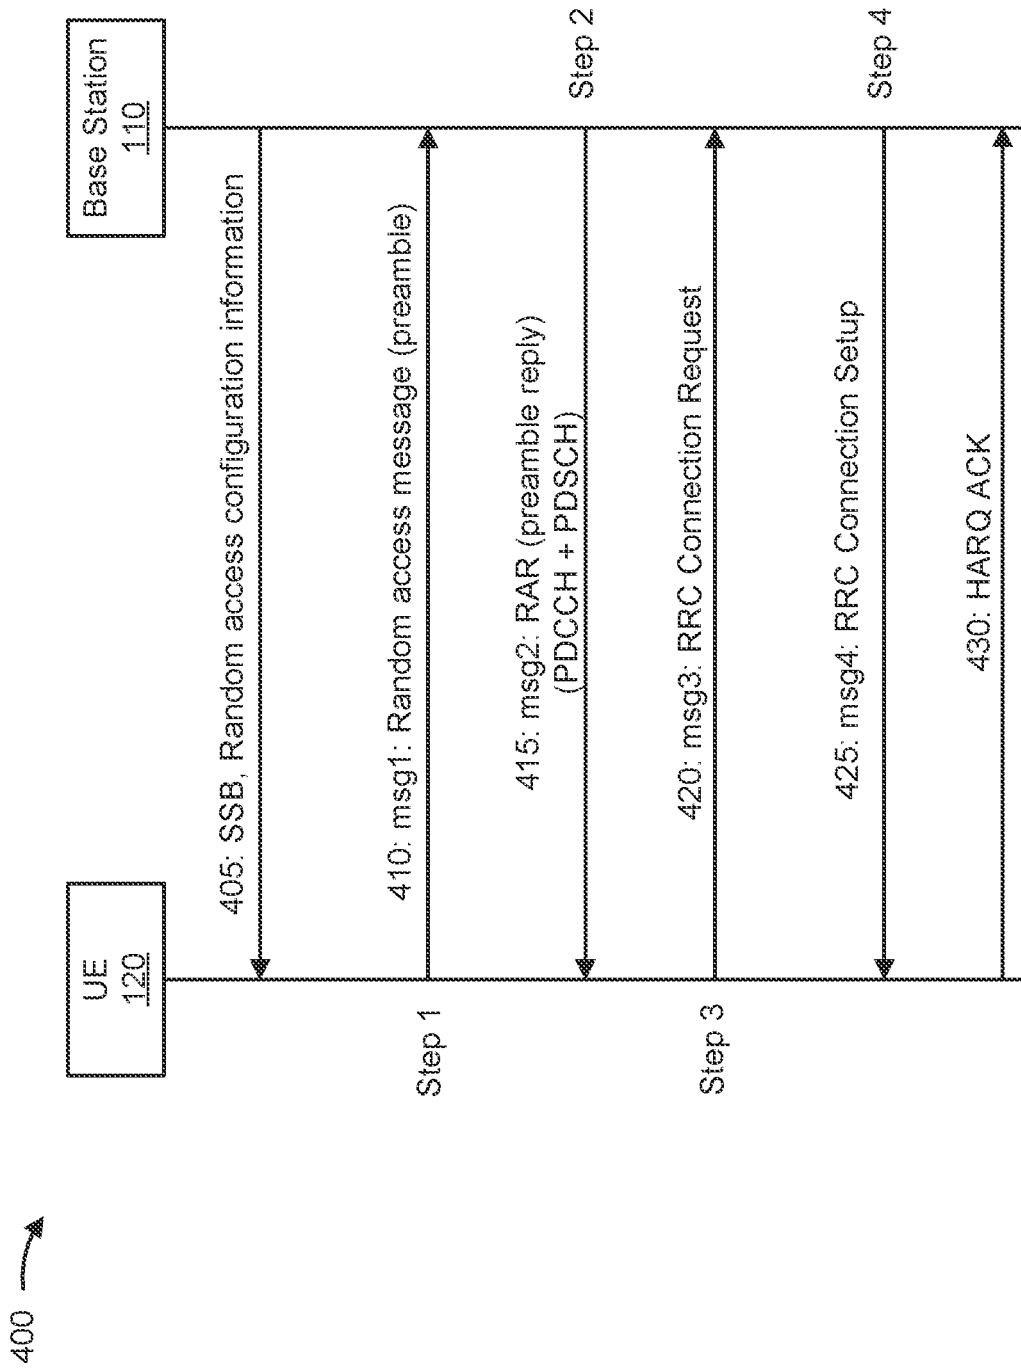 400
UE
120
Base Station
110
405: SSB, Random access configuration information
Step 1
410: msg1: Random access message (preamble)
415: msg2: RAR (preamble reply)
(PDCCH + PDSCH)
Step 2
Step 3
420: msg3: RRC Connection Request
425: msg4: RRC Connection Setup
Step 4
430: HARQ ACK